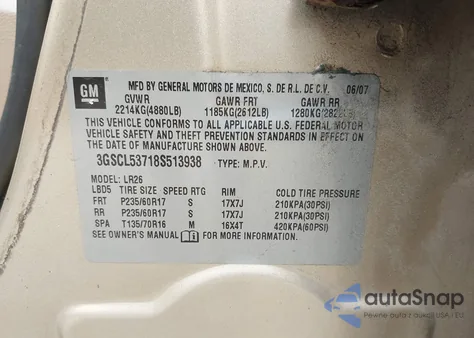 GM
MFD BY GENERAL MOTORS DE MEXICO, S. DE R.L. DE C.V. 06/07
GVWR GAWR FRT GAWR RR
2214KG(4880LB) 1185KG(2612LB) 1280KG(2822LB)
THIS VEHICLE CONFORMS TO ALL APPLICABLE U.S. FEDERAL MOTOR
VEHICLE SAFETY AND THEFT PREVENTION STANDARDS IN EFFECT ON
THE DATE OF MANUFACTURE SHOWN ABOVE.
3GSCL53718S513938 TYPE: M.P.V.
MODEL: LR26
LBD5 TIRE SIZE SPEED RTG RIM COLD TIRE PRESSURE
FRT P235/60R17 S 17X7J 210KPA(30PSI)
RR P235/60R17 S 17X7J 210KPA(30PSI)
SPA T135/70R16 M 16X4T 420KPA(60PSI)
SEE OWNER'S MANUAL FOR MORE INFORMATION
autoSnap
Pewne auto z USA i EU